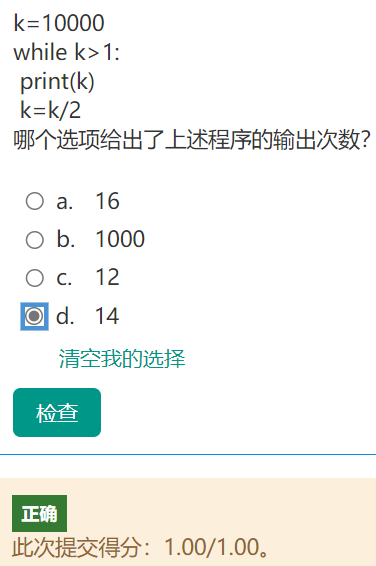 k=10000
while k>1:
 print(k)
 k=k/2
哪个选项给出了上述程序的输出次数?
a. 16
b. 1000
c. 12
d. 14
清空我的选择
检查
正确
此次提交得分：1.00/1.00。